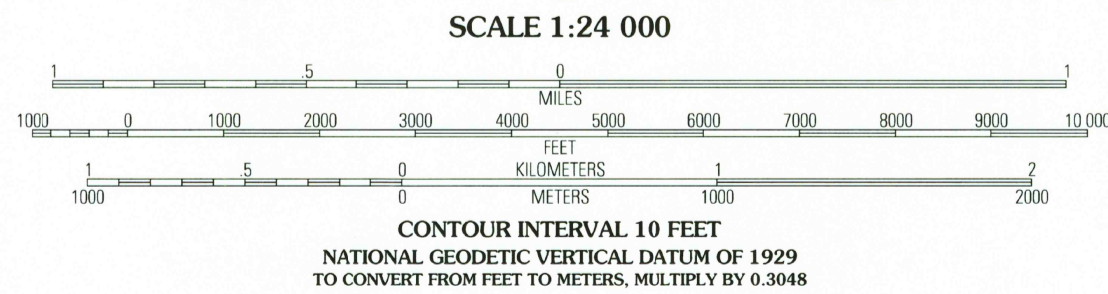 SCALE 1:24 000
1 .5 0 1
MILES
1000 0 1000 2000 3000 4000 5000 6000 7000 8000 9000 10 000
FEET
1 .5 0 KILOMETERS 1 2
1000 0 METERS 1000 2000
CONTOUR INTERVAL 10 FEET
NATIONAL GEODETIC VERTICAL DATUM OF 1929
TO CONVERT FROM FEET TO METERS, MULTIPLY BY 0.3048